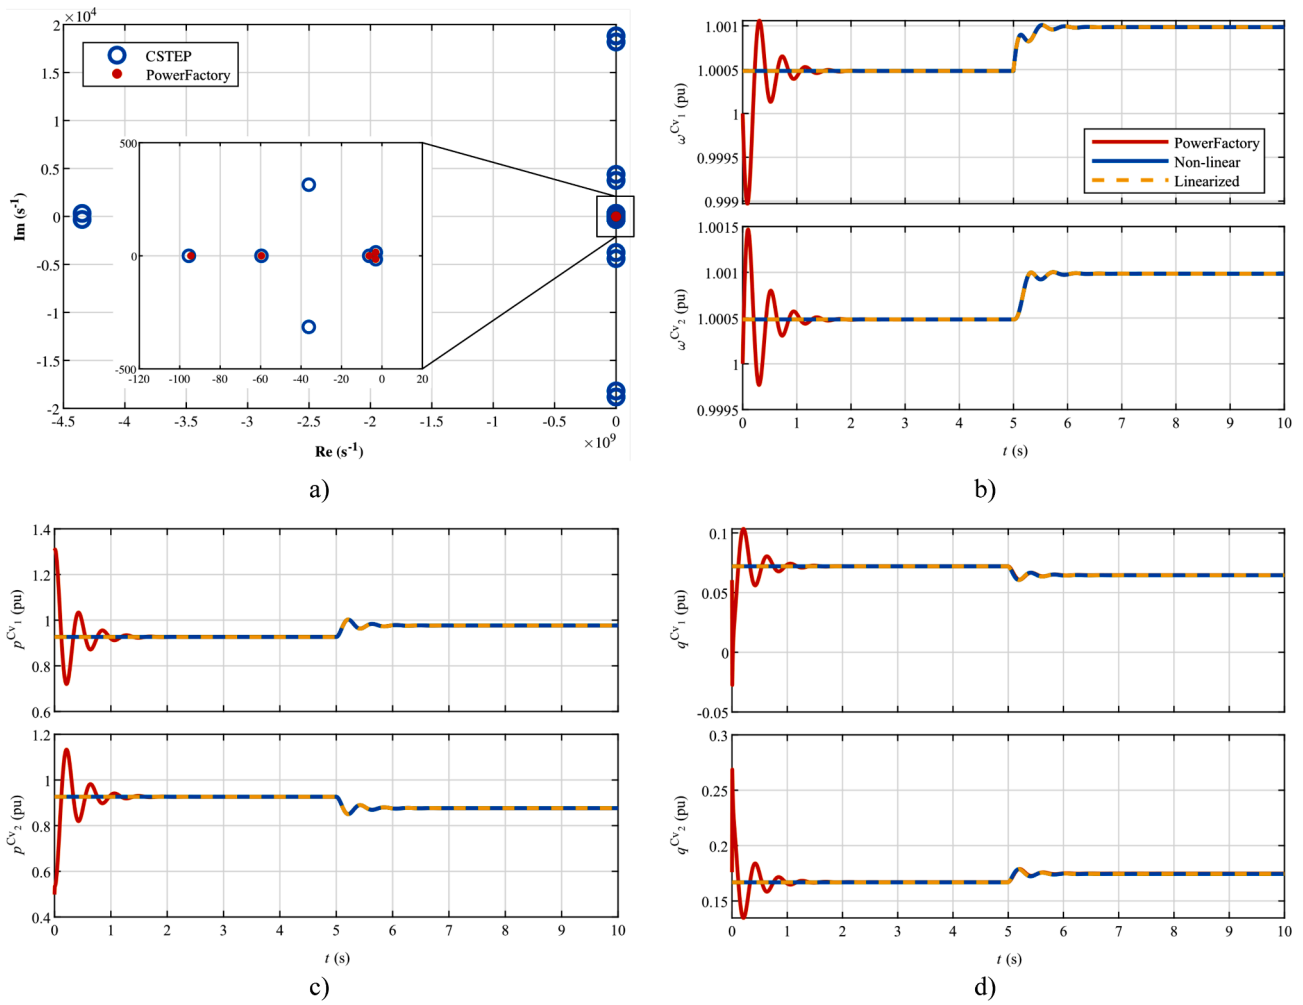 ×10⁴
2
1.5
1
0.5
0
-0.5
-1
-1.5
-2
Im (s⁻¹)
CSTEP
PowerFactory
500
0
-500
-120 -100 -80 -60 -40 -20 0 20
-4.5 -4 -3.5 -3 -2.5 -2 -1.5 -1 -0.5 0
×10⁹
Re (s⁻¹)
a)
1.001
1.0005
1
0.9995
0.999
ω^Cv₁ (pu)
PowerFactory
Non-linear
Linearized
1.0015
1.001
1.0005
1
0.9995
ω^Cv₂ (pu)
0 1 2 3 4 5 6 7 8 9 10
t (s)
b)
1.4
1.2
1
0.8
0.6
p^Cv₁ (pu)
1.2
1
0.8
0.6
0.4
p^Cv₂ (pu)
0 1 2 3 4 5 6 7 8 9 10
t (s)
c)
0.1
0.05
0
-0.05
q^Cv₁ (pu)
0.3
0.25
0.2
0.15
q^Cv₂ (pu)
0 1 2 3 4 5 6 7 8 9 10
t (s)
d)